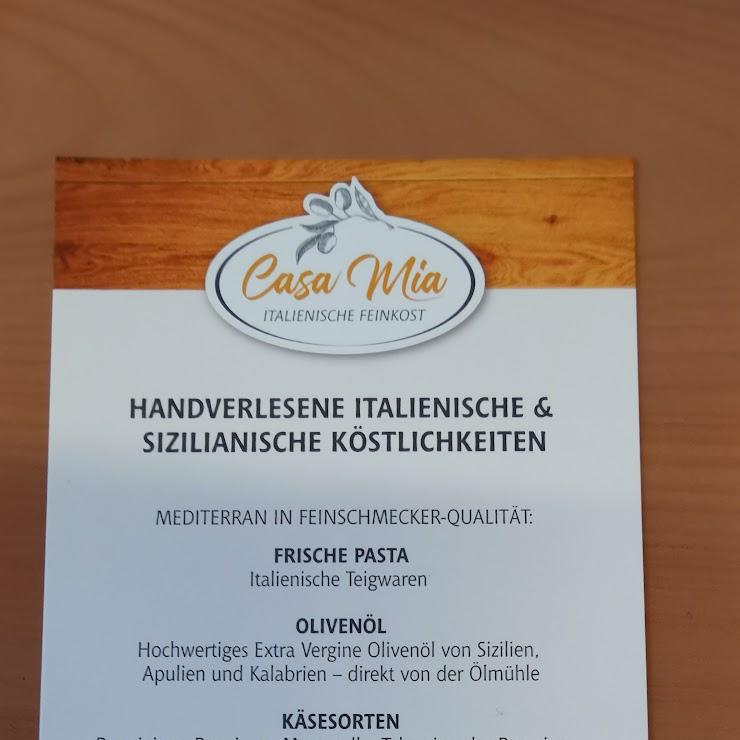 Casa Mia
ITALIENISCHE FEINKOST
HANDVERLESENE ITALIENISCHE &
SIZILIANISCHE KÖSTLICHKEITEN
MEDITERRAN IN FEINSCHMECKER-QUALITÄT:
FRISCHE PASTA
Italienische Teigwaren
OLIVENÖL
Hochwertiges Extra Vergine Olivenöl von Sizilien,
Apulien und Kalabrien – direkt von der Ölmühle
KÄSESORTEN